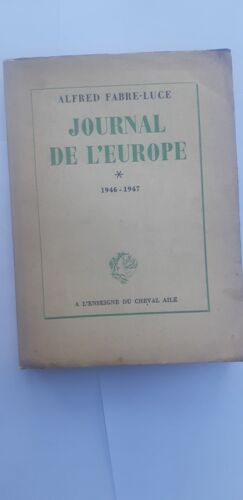 ALFRED FABRE-LUCE
JOURNAL
DE L'EUROPE
*
1946-1947
A L'ENSEIGNE DU CHEVAL AILÉ